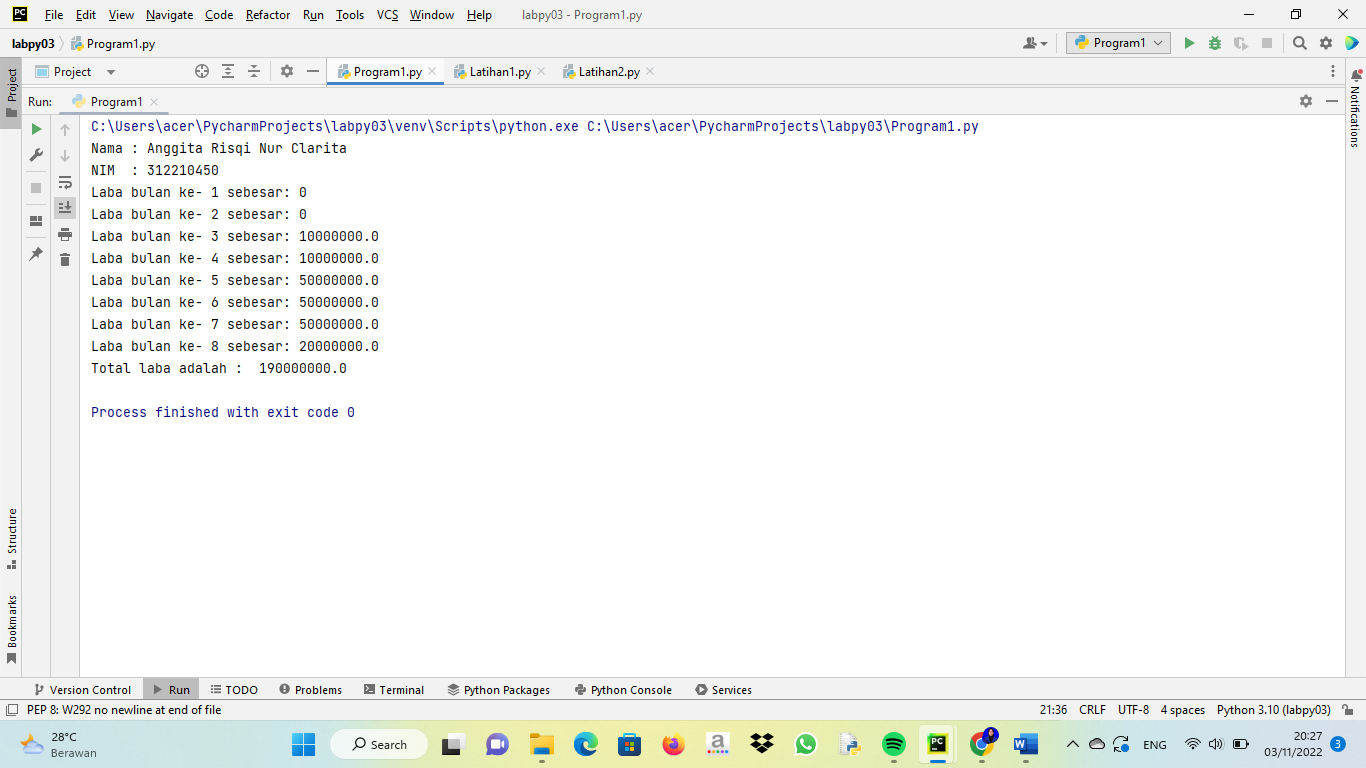 File Edit View Navigate Code Refactor Run Tools VCS Window Help labpy03 - Program1.py
labpy03 Program1.py Program1
Project Program1.py Latihan1.py Latihan2.py
Run: Program1
C:\Users\acer\PycharmProjects\labpy03\venv\Scripts\python.exe C:\Users\acer\PycharmProjects\labpy03\Program1.py
Nama : Anggita Risqi Nur Clarita
NIM  : 312210450
Laba bulan ke- 1 sebesar: 0
Laba bulan ke- 2 sebesar: 0
Laba bulan ke- 3 sebesar: 10000000.0
Laba bulan ke- 4 sebesar: 10000000.0
Laba bulan ke- 5 sebesar: 50000000.0
Laba bulan ke- 6 sebesar: 50000000.0
Laba bulan ke- 7 sebesar: 50000000.0
Laba bulan ke- 8 sebesar: 20000000.0
Total laba adalah :  190000000.0
Process finished with exit code 0
Project
Structure
Bookmarks
Notifications
Version Control Run TODO Problems Terminal Python Packages Python Console Services
PEP 8: W292 no newline at end of file 21:36 CRLF UTF-8 4 spaces Python 3.10 (labpy03)
28°C
Berawan
Search
ENG
20:27
03/11/2022
3